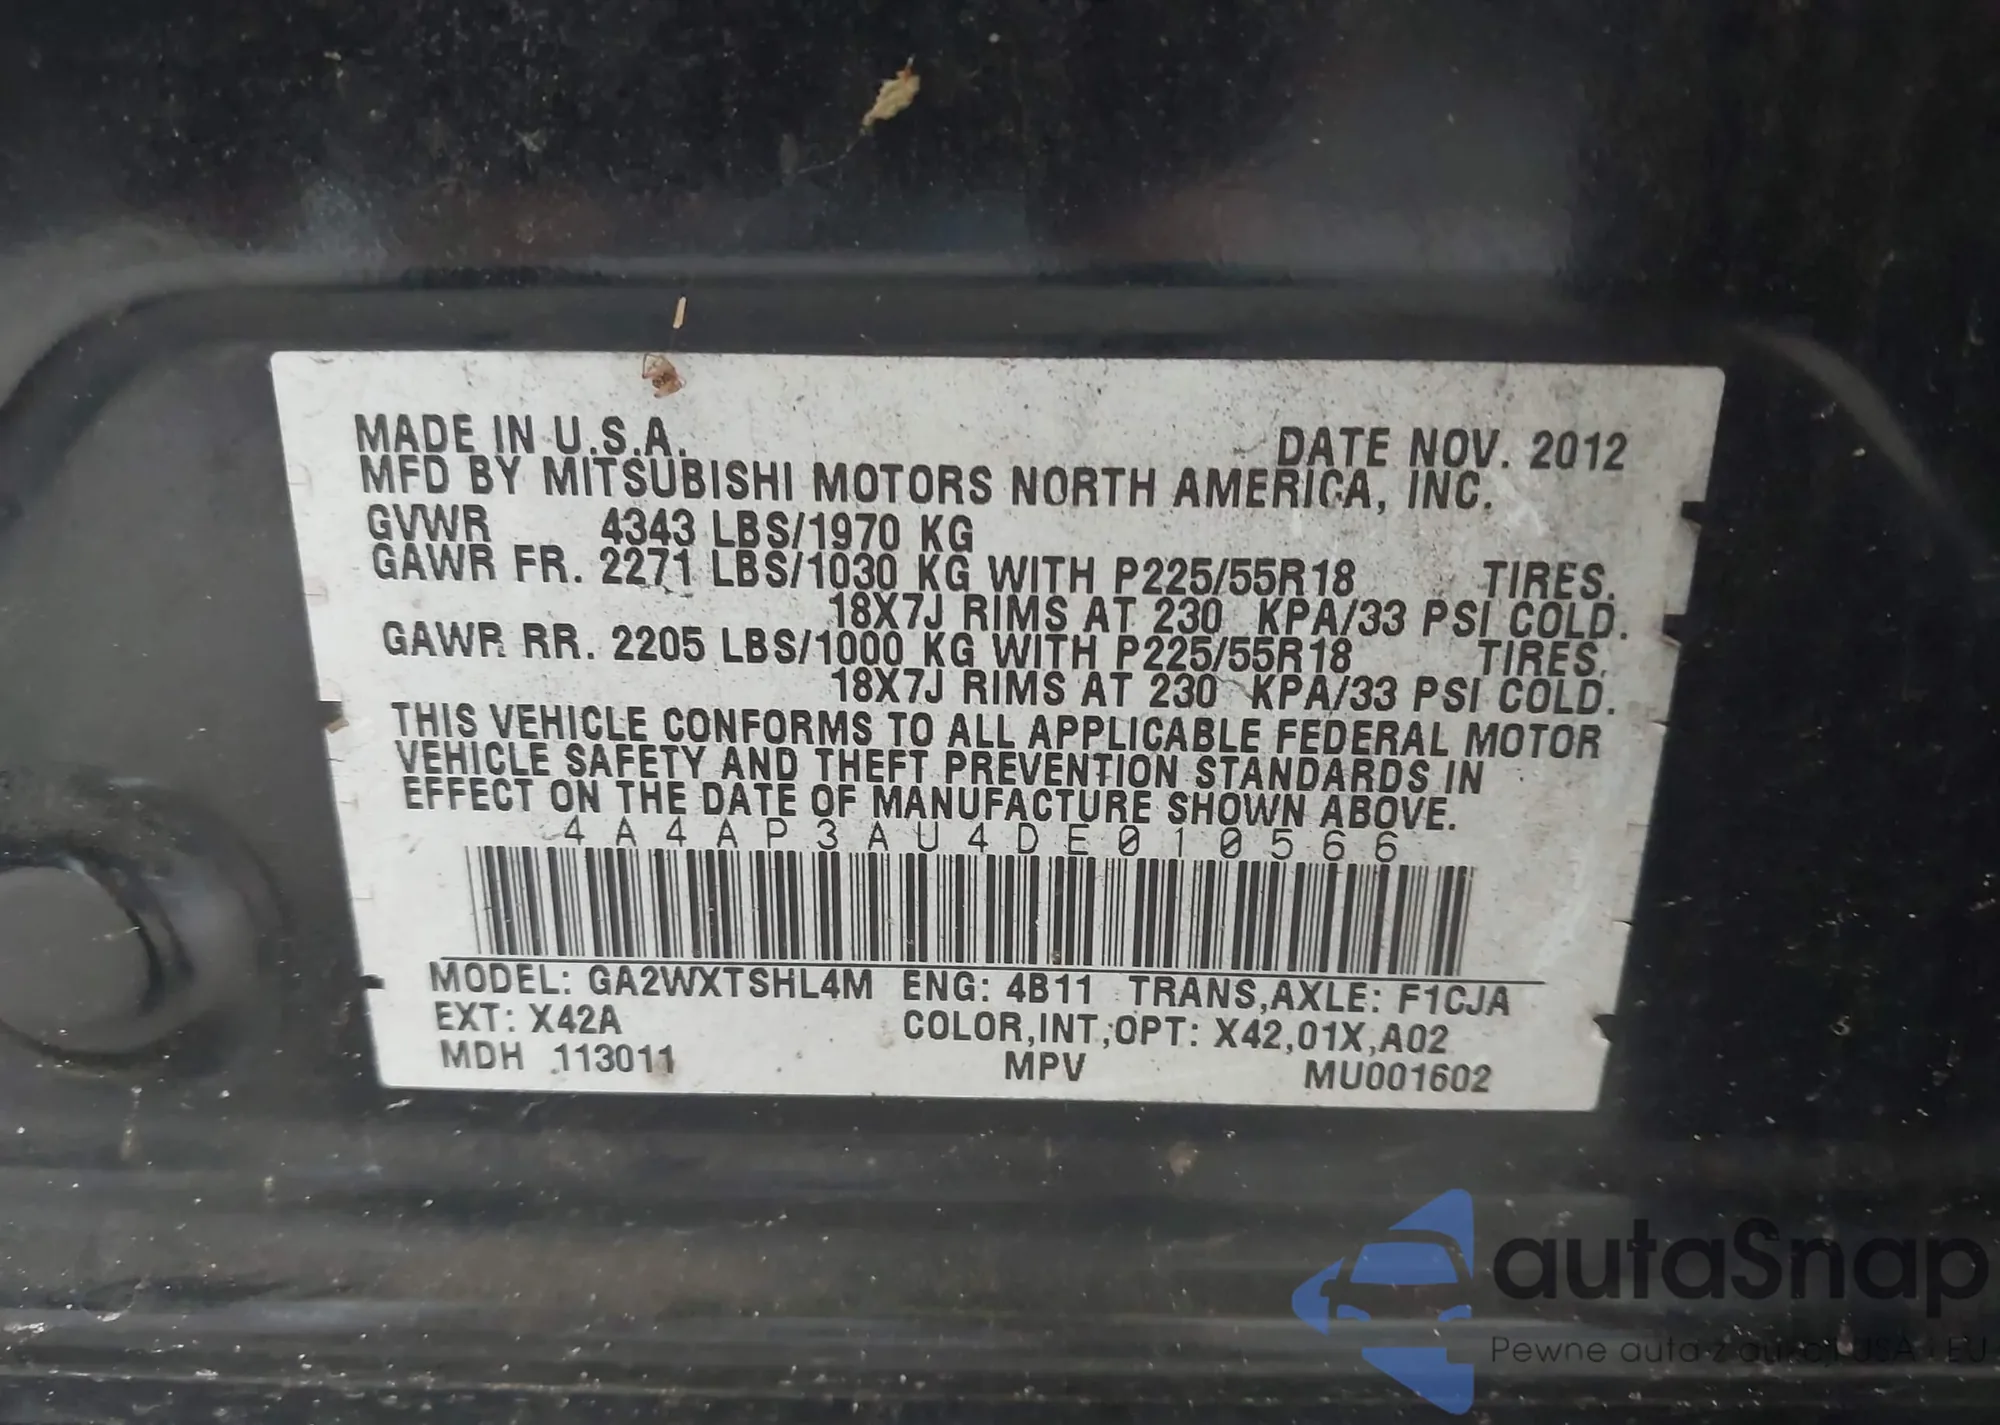 MADE IN U.S.A. DATE NOV. 2012
MFD BY MITSUBISHI MOTORS NORTH AMERICA, INC.
GVWR 4343 LBS/1970 KG
GAWR FR. 2271 LBS/1030 KG WITH P225/55R18 TIRES.
18X7J RIMS AT 230 KPA/33 PSI COLD.
GAWR RR. 2205 LBS/1000 KG WITH P225/55R18 TIRES.
18X7J RIMS AT 230 KPA/33 PSI COLD.
THIS VEHICLE CONFORMS TO ALL APPLICABLE FEDERAL MOTOR
VEHICLE SAFETY AND THEFT PREVENTION STANDARDS IN
EFFECT ON THE DATE OF MANUFACTURE SHOWN ABOVE.
4A4AP3AU4DE010566
MODEL: GA2WXTSHL4M ENG: 4B11 TRANS,AXLE: F1CJA
EXT: X42A COLOR,INT,OPT: X42,01X,A02
MDH 113011 MPV MU001602
autaSnap
Pewne auta z aukcji USA i EU